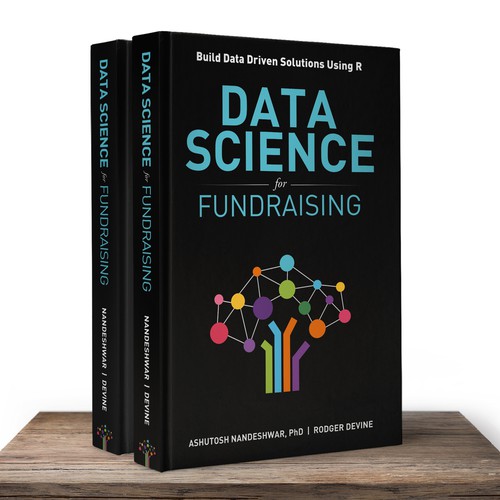 DATA SCIENCE for FUNDRAISING
NANDESHWAR | DEVINE
DATA SCIENCE for FUNDRAISING
NANDESHWAR | DEVINE
Build Data Driven Solutions Using R
DATA
SCIENCE
for
FUNDRAISING
ASHUTOSH NANDESHWAR, PhD | RODGER DEVINE